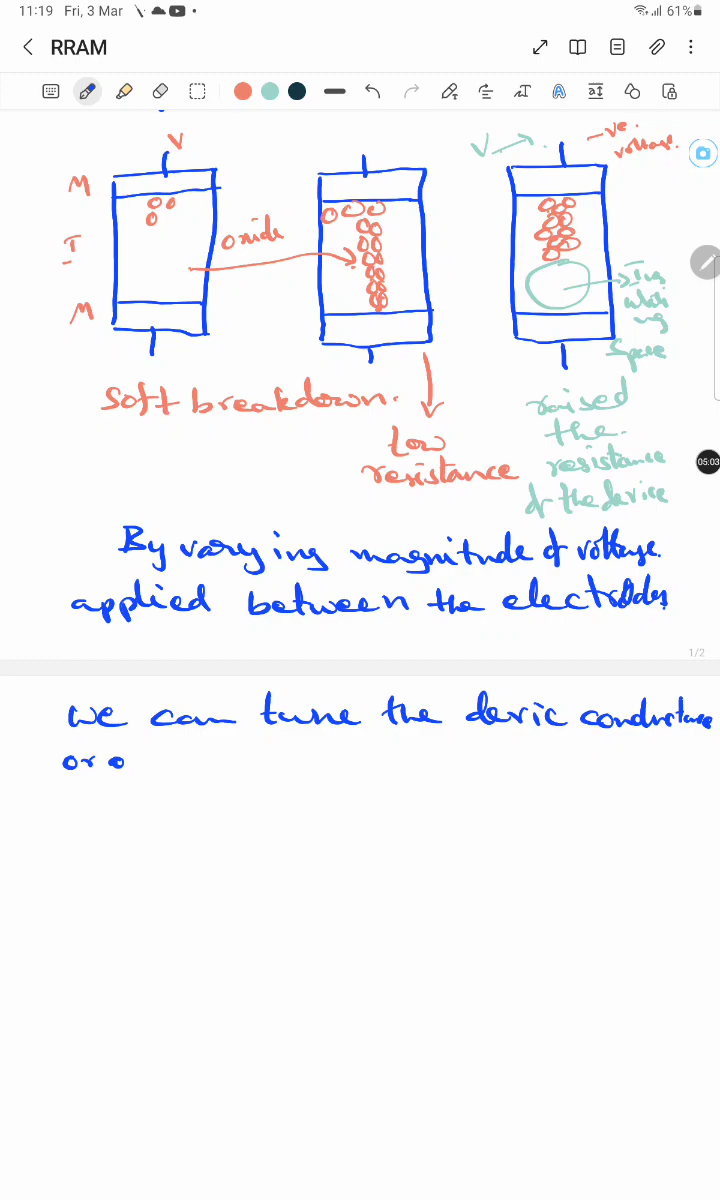 11:19 Fri, 3 Mar
61%
RRAM
V
M
I
M
oxide
V
-ve
voltage.
Space
Soft breakdown.
Low
resistance
raised
the
resistance
of the device
05:03
By varying magnitude of voltage
applied between the electrodes
1/2
we can tune the devic conductance
or o